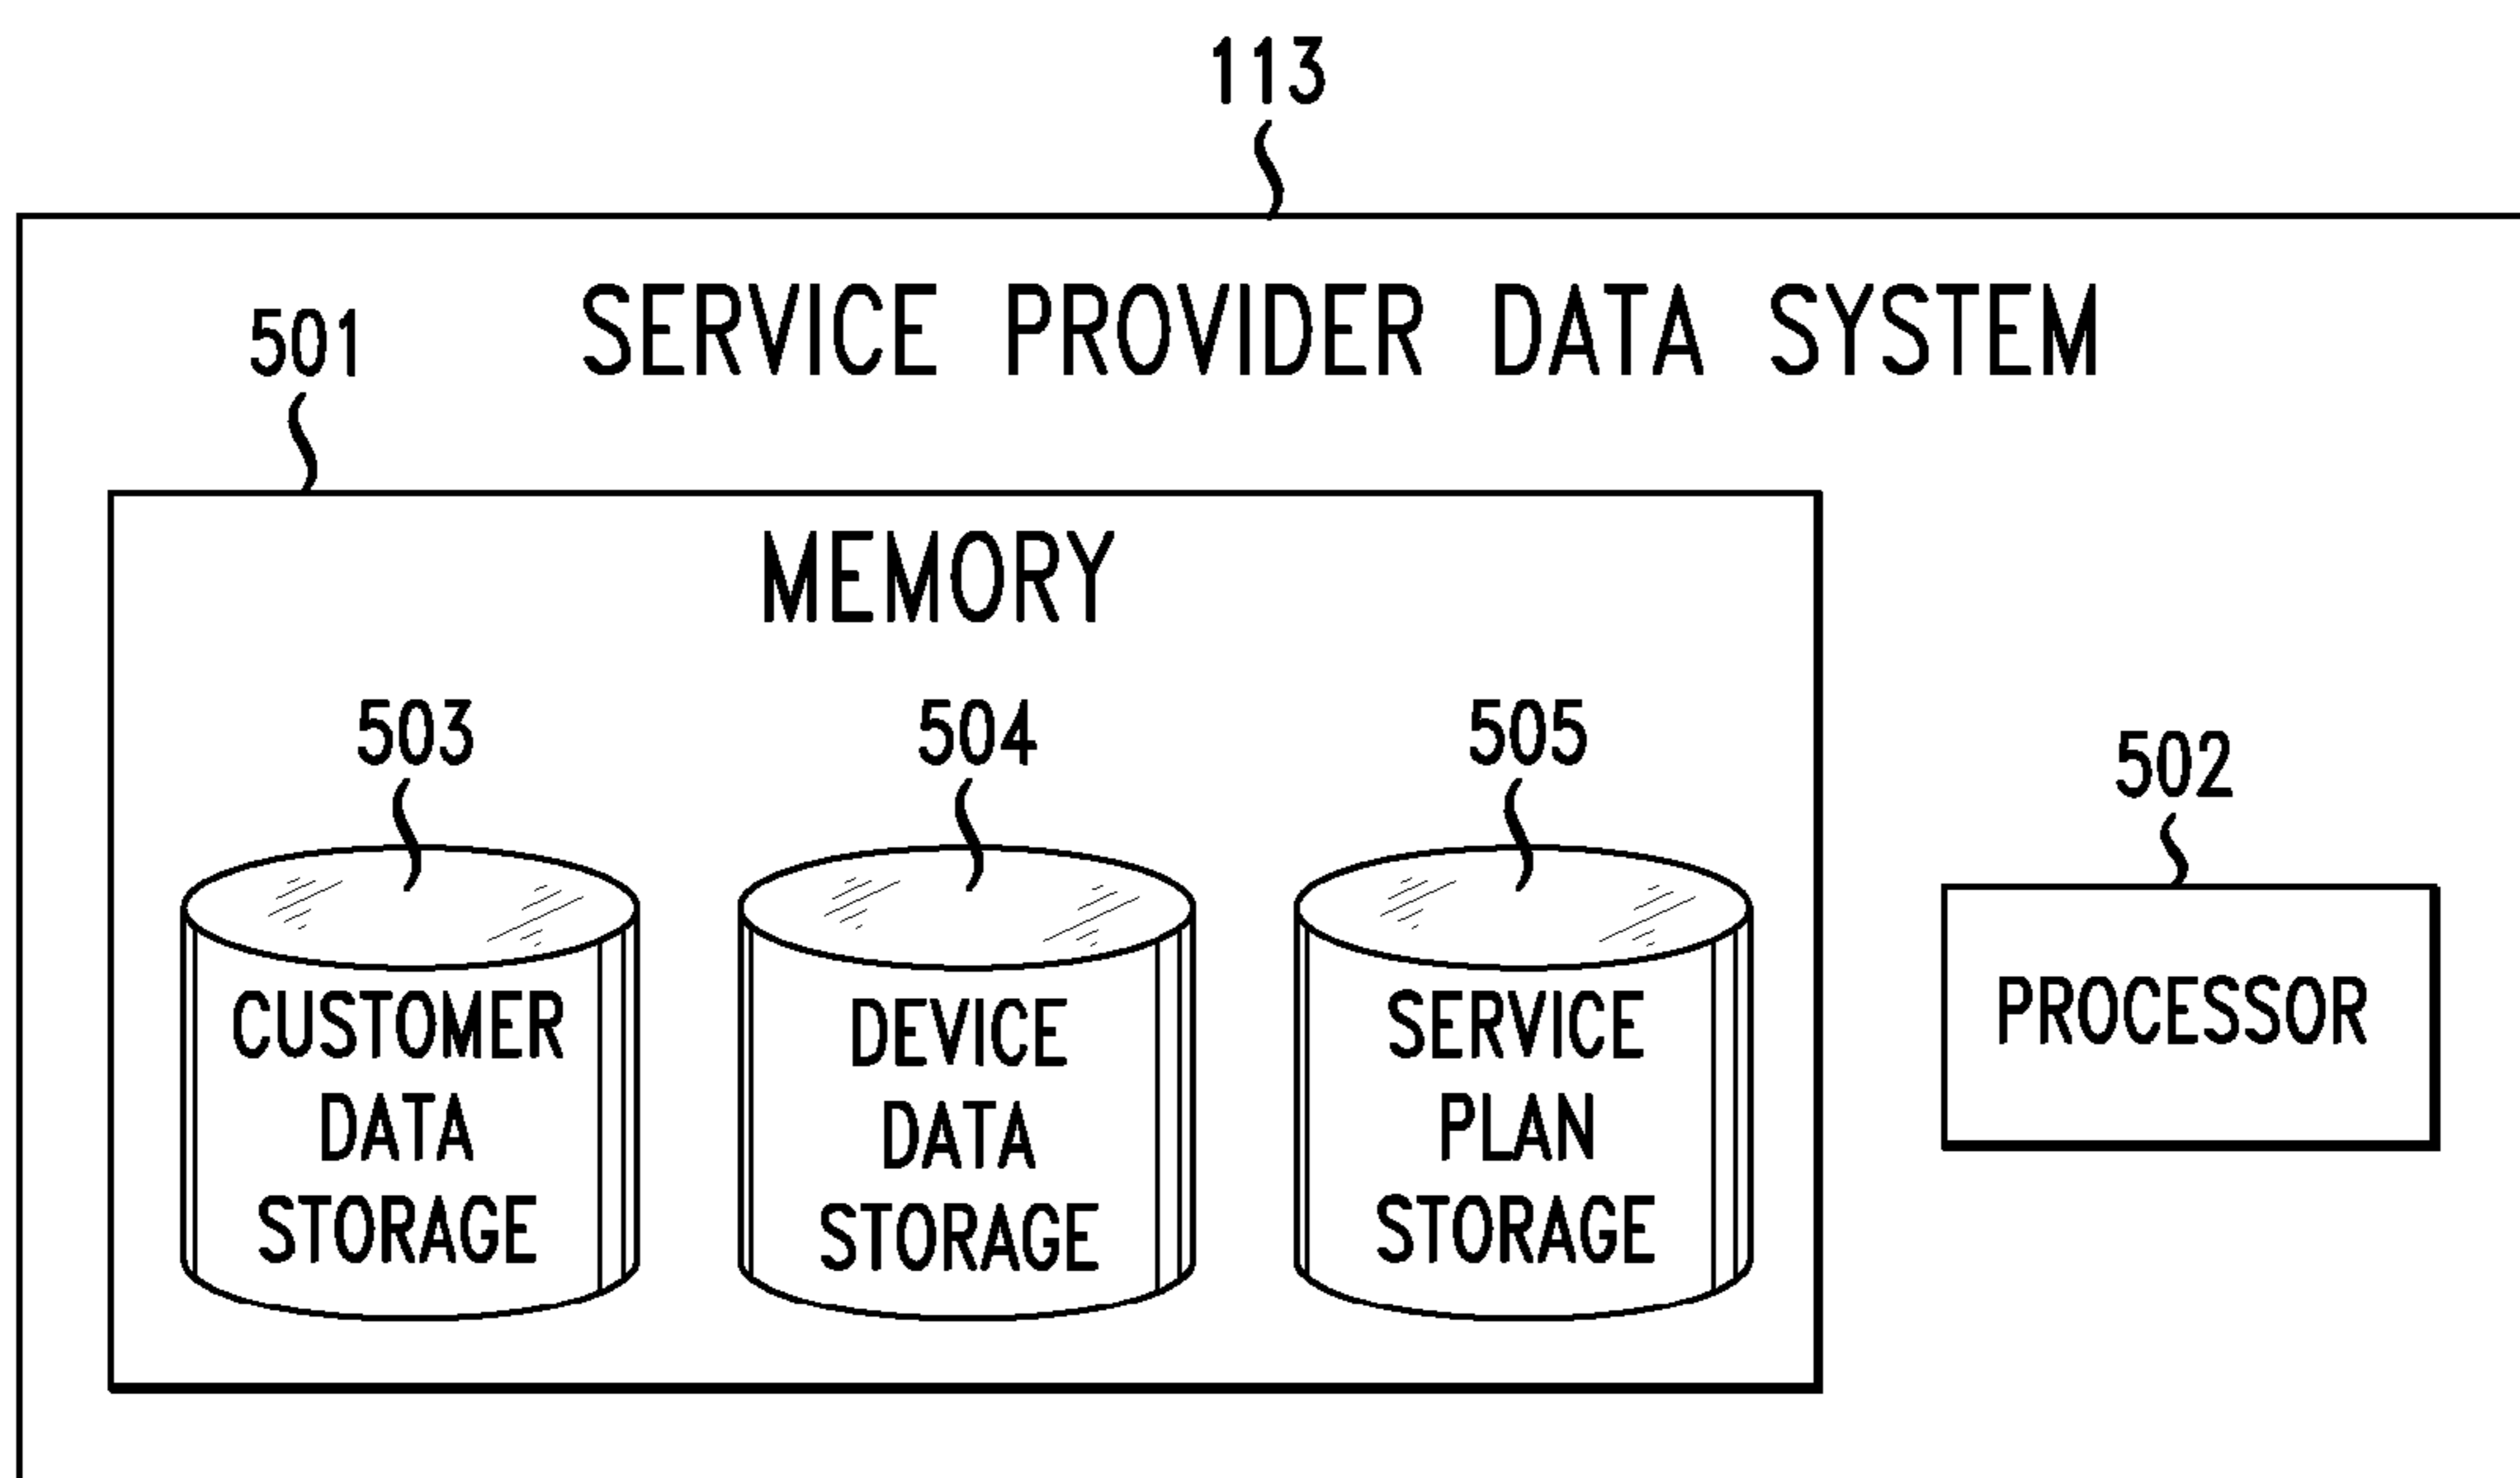 113
SERVICE PROVIDER DATA SYSTEM
501
MEMORY
503
CUSTOMER
DATA
STORAGE
504
DEVICE
DATA
STORAGE
505
SERVICE
PLAN
STORAGE
502
PROCESSOR